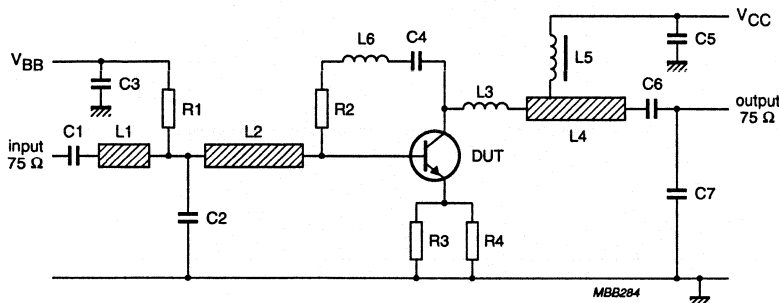 V_CC
L6
C4
C5
L5
V_BB
C3
R1
R2
L3
C6
output
75 Ω
input
75 Ω
C1
L1
L2
L4
DUT
C2
C7
R3
R4
MBB284